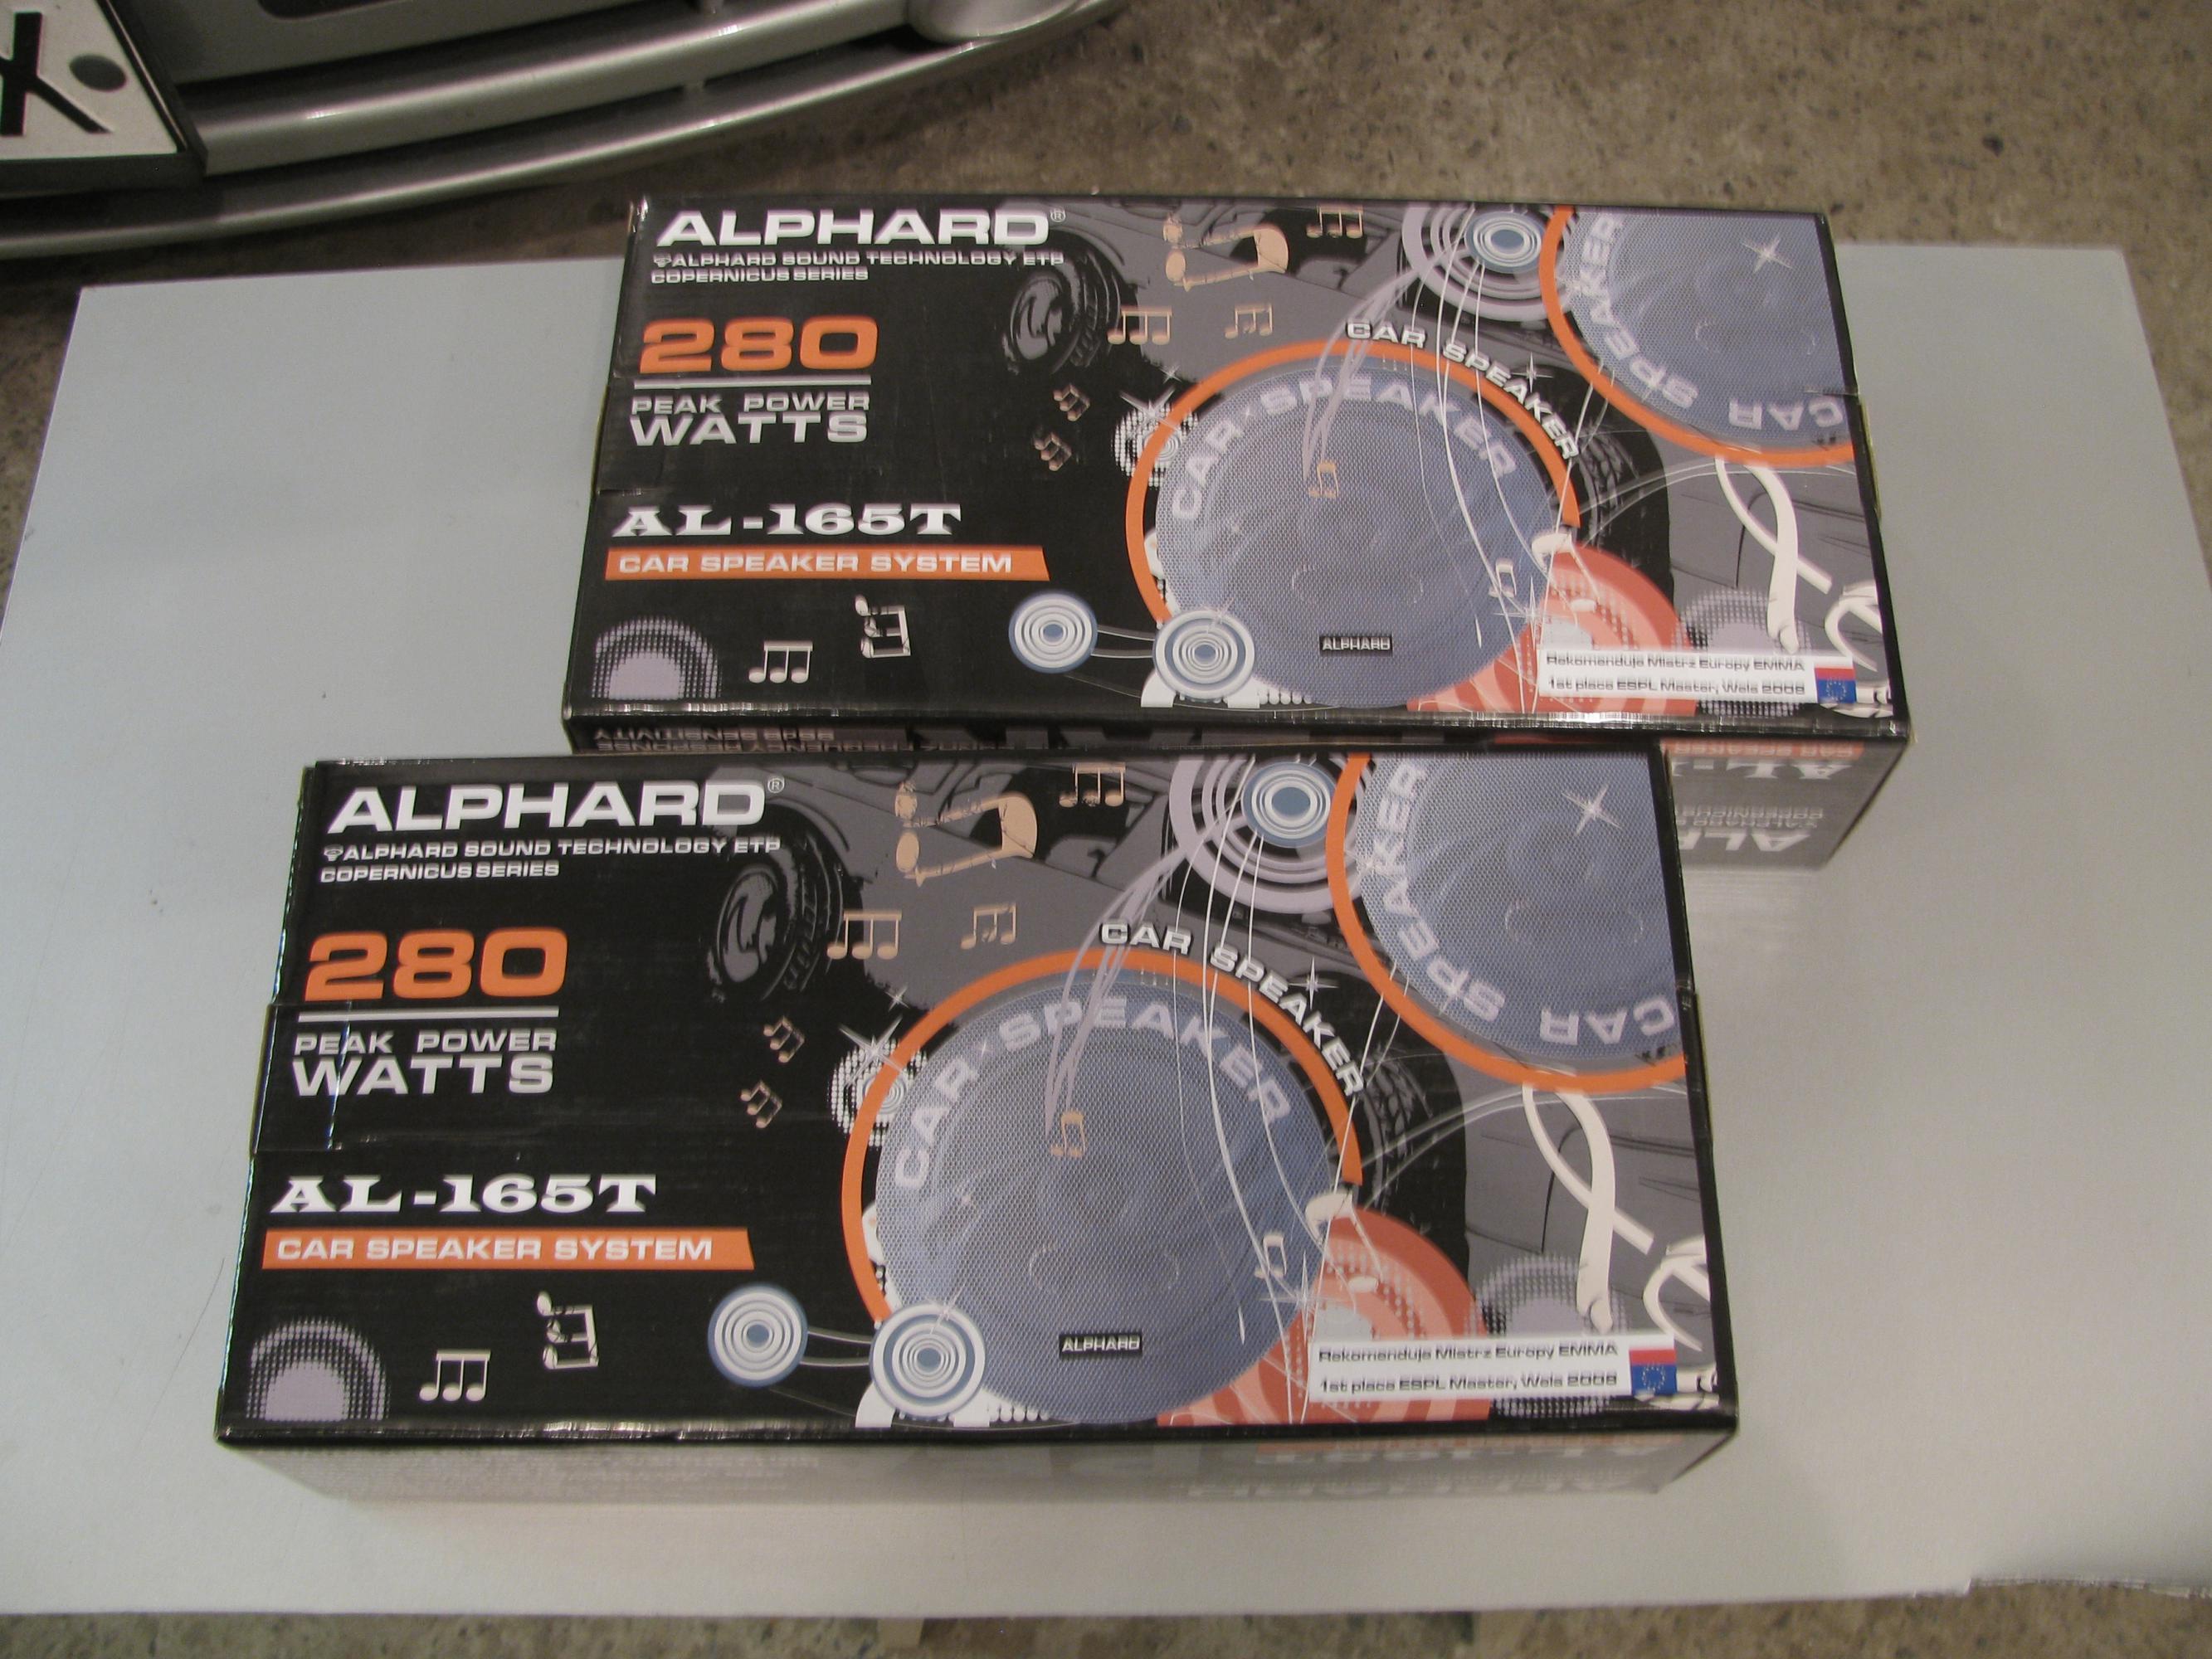 X
ALPHARD®
ALPHARD SOUND TECHNOLOGY ETP
COPERNICUS SERIES
280
PEAK POWER
WATTS
AL-165T
CAR SPEAKER SYSTEM
CAR SPEAKER
CAR SPEAKER
CAR SPEAKER
ALPHARD
Rekomenduje Mistrz Europy EMMA
1st place ESPL Master, Wels 2008
SENSITIVITY
FREQUENCY RESPONSE
ALPHARD®
ALPHARD SOUND TECHNOLOGY ETP
COPERNICUS SERIES
280
PEAK POWER
WATTS
AL-165T
CAR SPEAKER SYSTEM
CAR SPEAKER
CAR SPEAKER
CAR SPEAKER
ALPHARD
Rekomenduje Mistrz Europy EMMA
1st place ESPL Master, Wels 2008